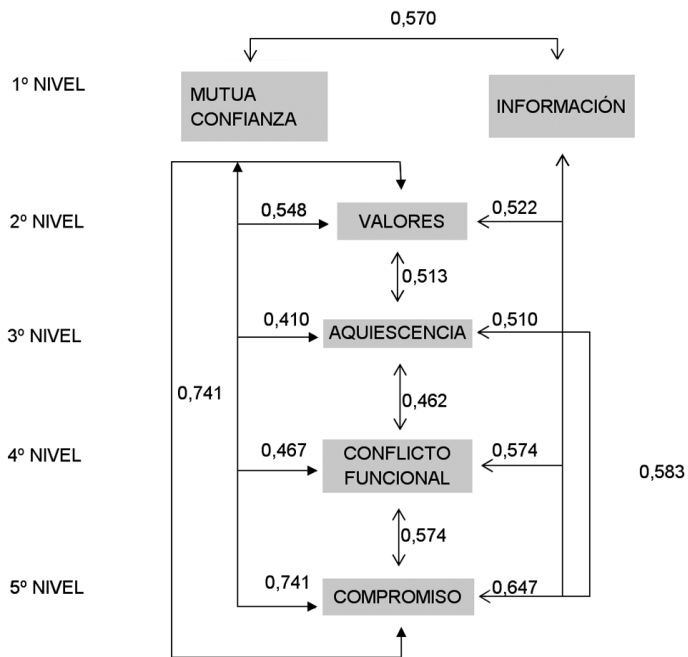 0,570
1º NIVEL
MUTUA
CONFIANZA
INFORMACIÓN
2º NIVEL
0,548
VALORES
0,522
0,513
3º NIVEL
0,410
AQUIESCENCIA
0,510
0,741
0,462
4º NIVEL
0,467
CONFLICTO
FUNCIONAL
0,574
0,583
0,574
5º NIVEL
0,741
COMPROMISO
0,647